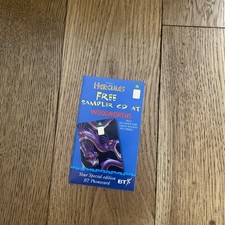 HERCULES
FREE
SAMPLER CD AT
WOOLWORTHS
Your Special edition
BT Phonecard
BT